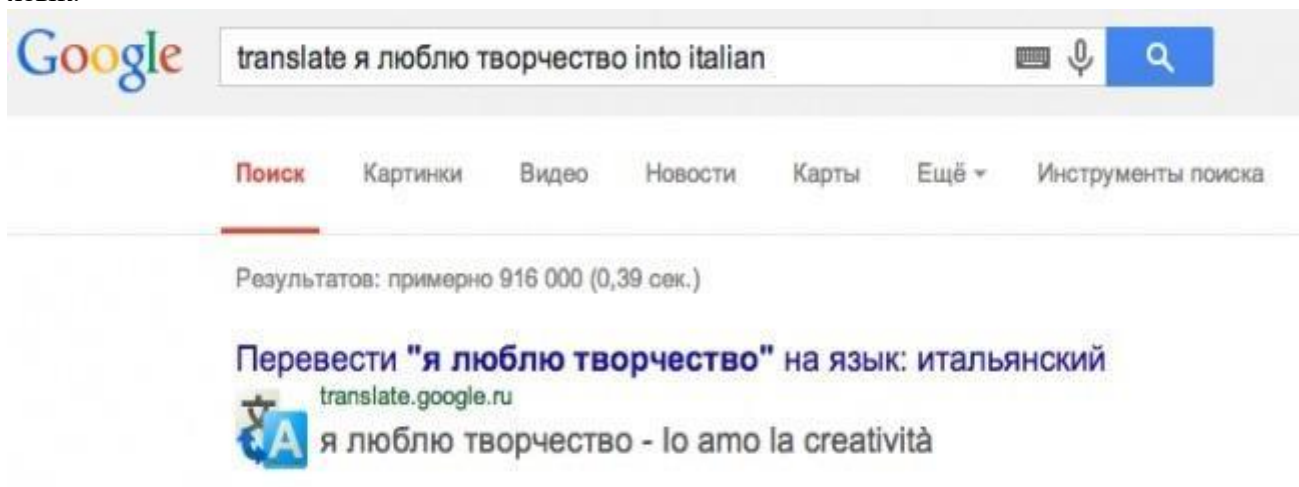 Google translate я люблю творчество into italian
Поиск Картинки Видео Новости Карты Ещё Инструменты поиска
Результатов: примерно 916 000 (0,39 сек.)
Перевести "я люблю творчество" на язык: итальянский
translate.google.ru
文 A
я люблю творчество - Io amo la creatività